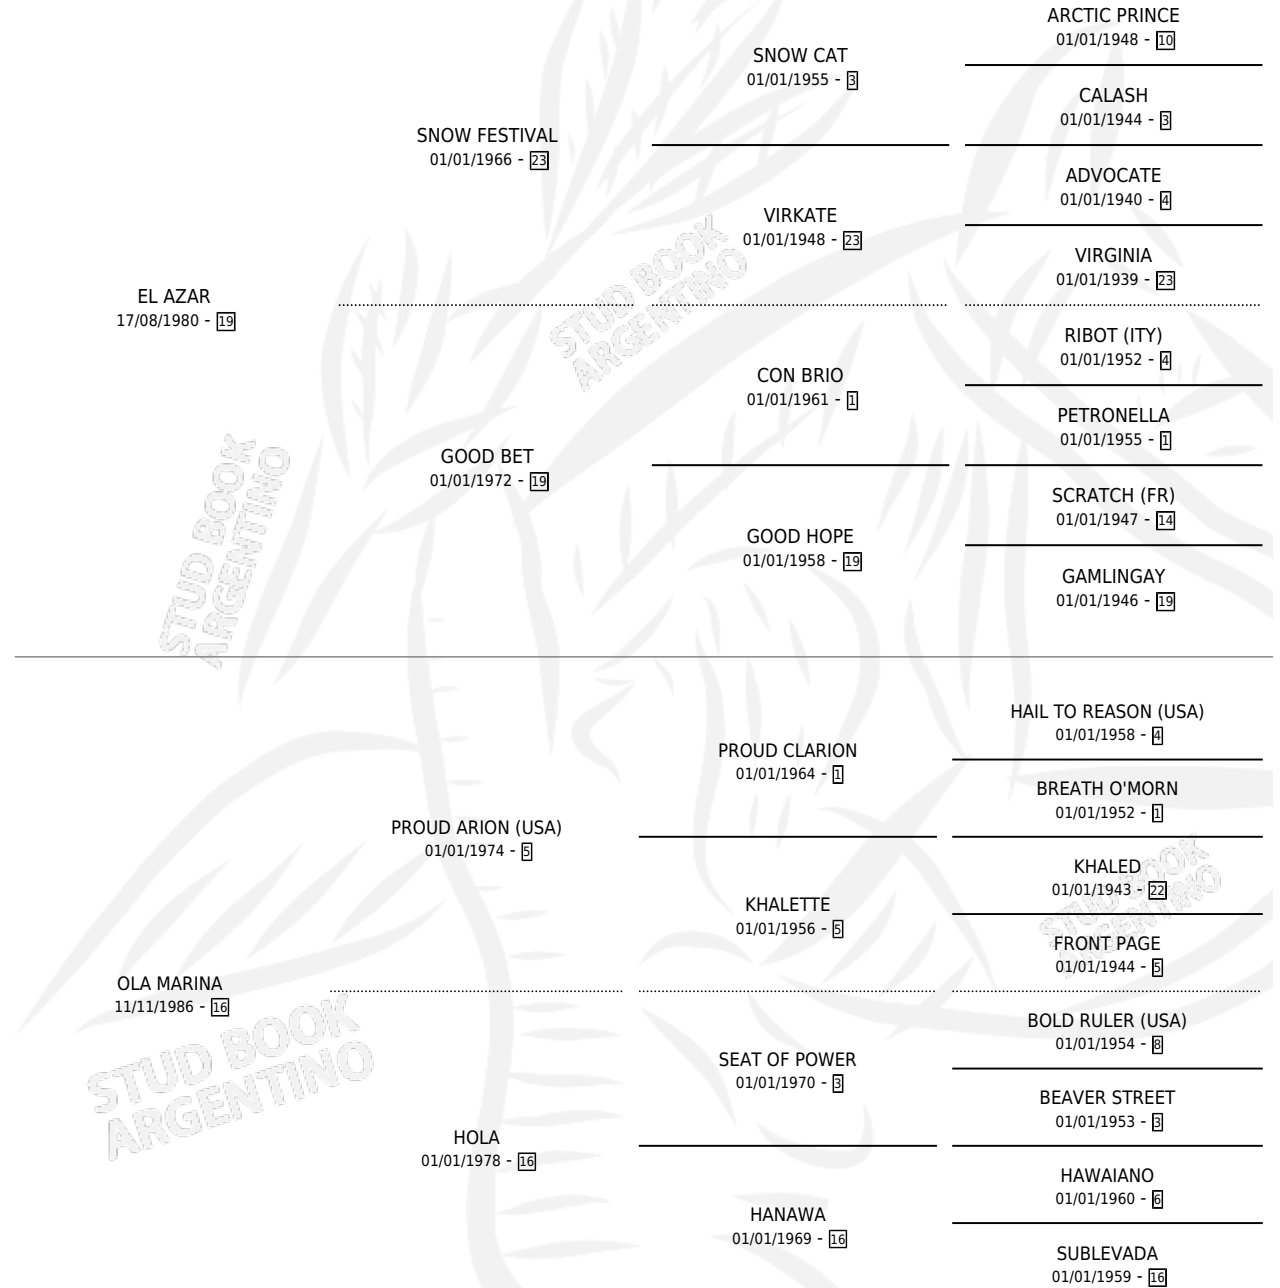 ARCTIC PRINCE
01/01/1948 - 10
SNOW CAT
01/01/1955 - 3
CALASH
01/01/1944 - 3
SNOW FESTIVAL
01/01/1966 - 23
ADVOCATE
01/01/1940 - 4
VIRKATE
01/01/1948 - 23
VIRGINIA
01/01/1939 - 23
EL AZAR
17/08/1980 - 19
RIBOT (ITY)
01/01/1952 - 4
CON BRIO
01/01/1961 - 1
PETRONELLA
01/01/1955 - 1
GOOD BET
01/01/1972 - 19
SCRATCH (FR)
01/01/1947 - 14
GOOD HOPE
01/01/1958 - 19
GAMLINGAY
01/01/1946 - 19
HAIL TO REASON (USA)
01/01/1958 - 4
PROUD CLARION
01/01/1964 - 1
BREATH O'MORN
01/01/1952 - 1
PROUD ARION (USA)
01/01/1974 - 5
KHALED
01/01/1943 - 22
KHALETTE
01/01/1956 - 5
FRONT PAGE
01/01/1944 - 5
OLA MARINA
11/11/1986 - 16
BOLD RULER (USA)
01/01/1954 - 8
SEAT OF POWER
01/01/1970 - 3
BEAVER STREET
01/01/1953 - 3
HOLA
01/01/1978 - 16
HAWAIANO
01/01/1960 - 6
HANAWA
01/01/1969 - 16
SUBLEVADA
01/01/1959 - 16
STUD BOOK
ARGENTINO
STUD BOOK
ARGENTINO
STUD BOOK
ARGENTINO
STUD BOOK
ARGENTINO